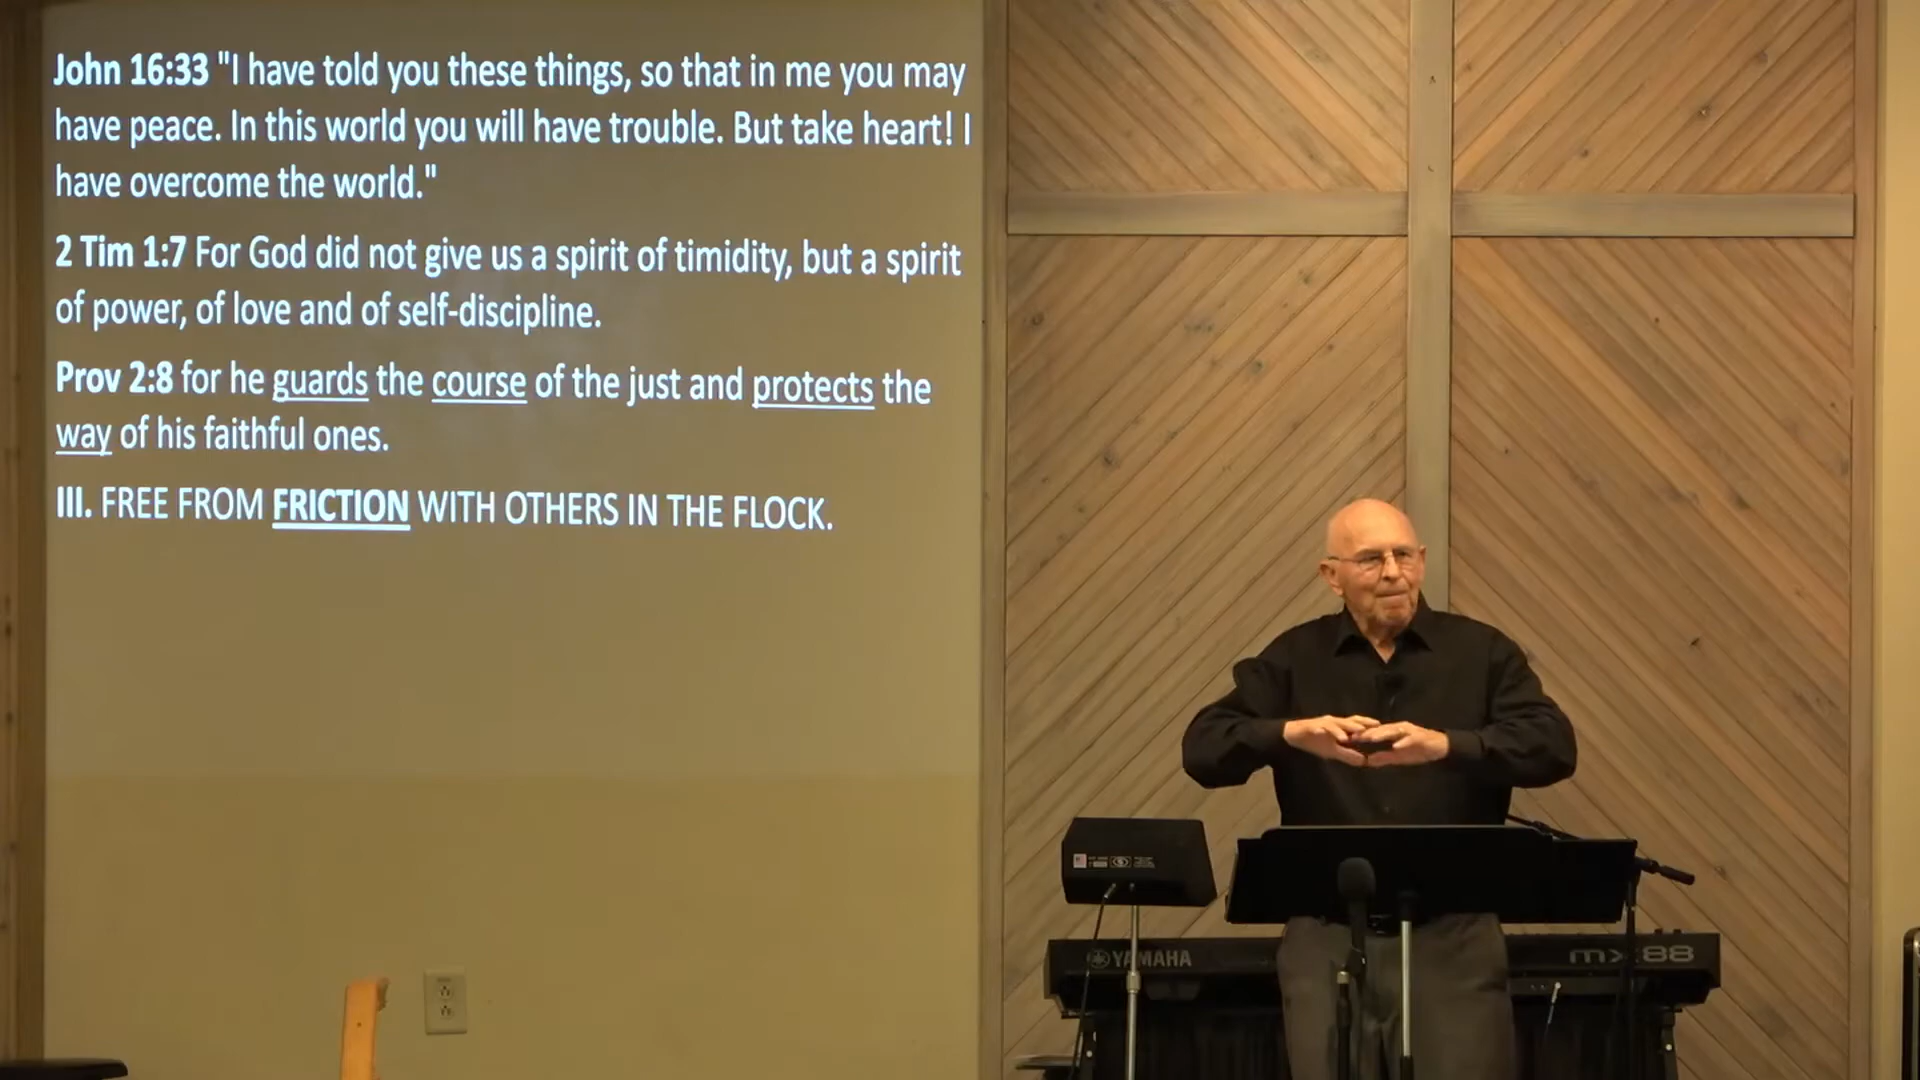 John 16:33 "I have told you these things, so that in me you may
have peace. In this world you will have trouble. But take heart! I
have overcome the world."
2 Tim 1:7 For God did not give us a spirit of timidity, but a spirit
of power, of love and of self-discipline.
Prov 2:8 for he guards the course of the just and protects the
way of his faithful ones.
III. FREE FROM FRICTION WITH OTHERS IN THE FLOCK.
YAMAHA
mx88